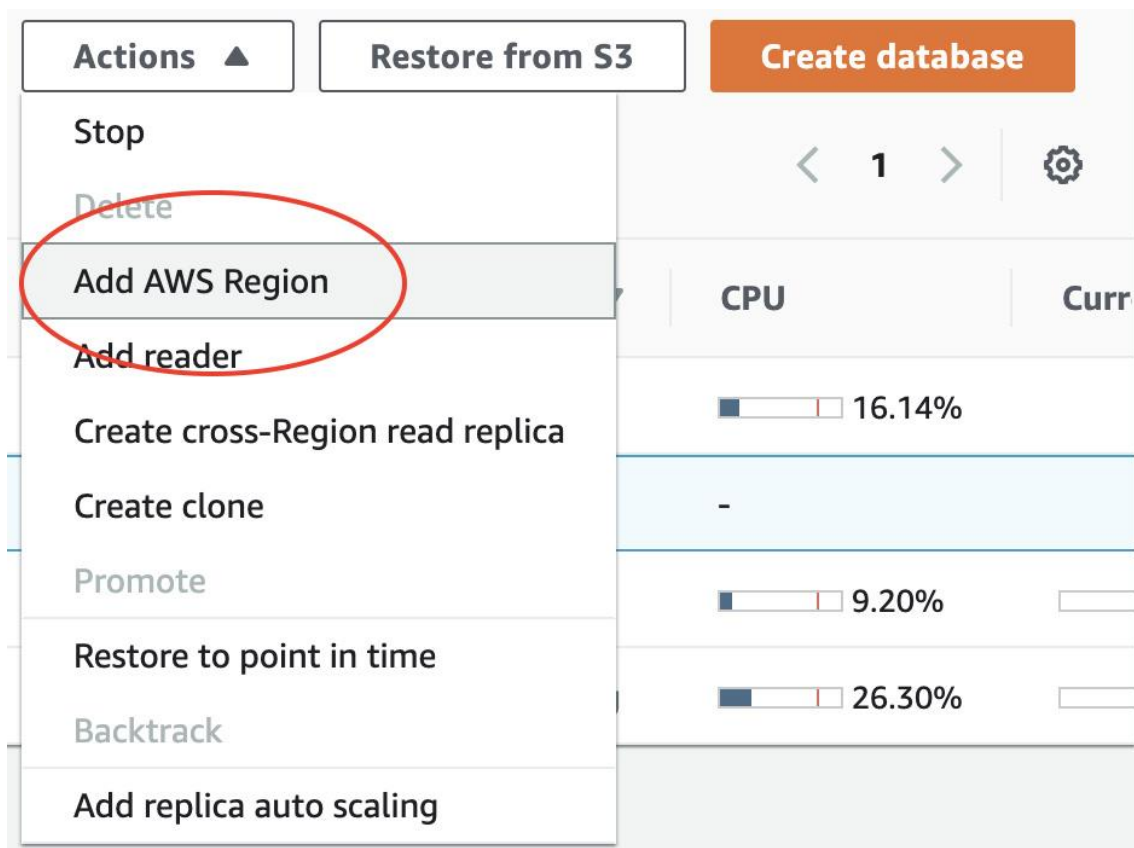 Actions ▲ Restore from S3 Create database
Stop
< 1 >
Delete
Add AWS Region
CPU Curr
Add reader
16.14%
Create cross-Region read replica
Create clone
-
Promote
9.20%
Restore to point in time
26.30%
Backtrack
Add replica auto scaling